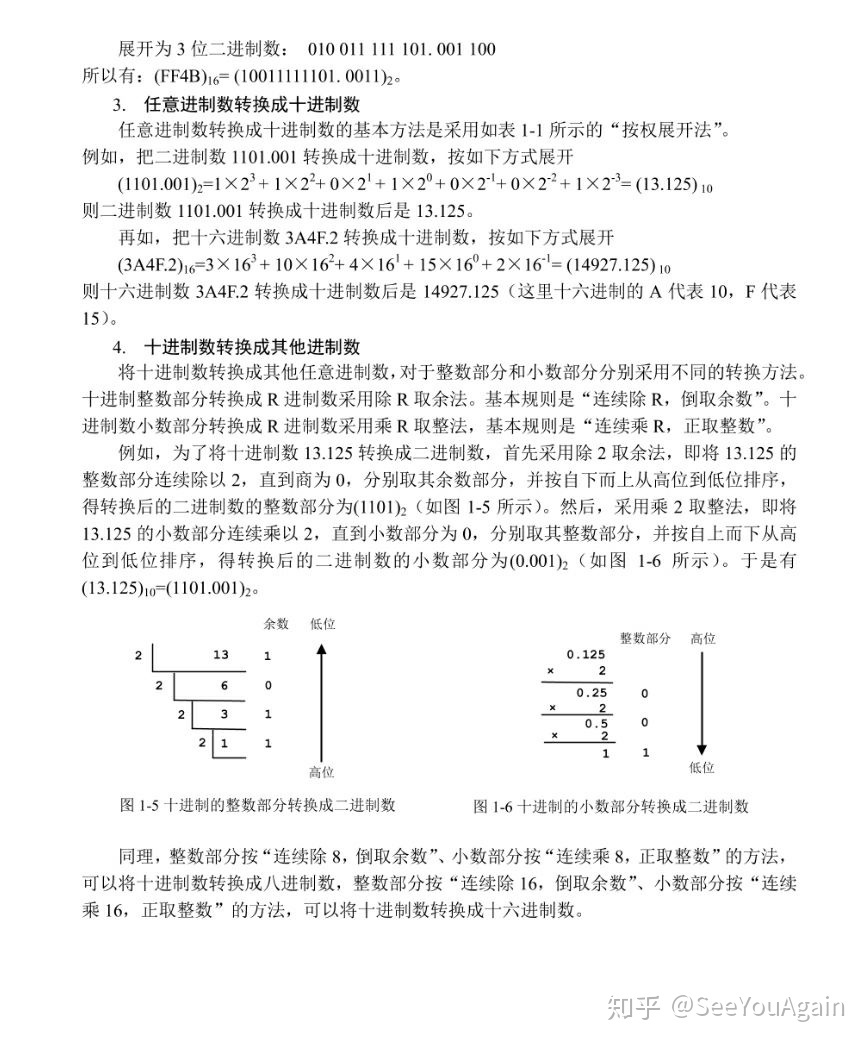 展开为 3 位二进制数： 010 011 111 101. 001 100
所以有：(FF4B)₁₆= (10011111101. 0011)₂。
3. 任意进制数转换成十进制数
任意进制数转换成十进制数的基本方法是采用如表 1-1 所示的“按权展开法”。
例如，把二进制数 1101.001 转换成十进制数，按如下方式展开
(1101.001)₂=1×2³+ 1×2²+ 0×2¹+ 1×2⁰+ 0×2⁻¹+ 0×2⁻²+ 1×2⁻³= (13.125) ₁₀
则二进制数 1101.001 转换成十进制数后是 13.125。
再如，把十六进制数 3A4F.2 转换成十进制数，按如下方式展开
(3A4F.2)₁₆=3×16³+ 10×16²+ 4×16¹+ 15×16⁰+ 2×16⁻¹= (14927.125) ₁₀
则十六进制数 3A4F.2 转换成十进制数后是 14927.125（这里十六进制的 A 代表 10，F 代表
15）。
4. 十进制数转换成其他进制数
将十进制数转换成其他任意进制数，对于整数部分和小数部分分别采用不同的转换方法。
十进制整数部分转换成 R 进制数采用除 R 取余法。基本规则是“连续除 R，倒取余数”。十
进制数小数部分转换成 R 进制数采用乘 R 取整法，基本规则是“连续乘 R，正取整数”。
例如，为了将十进制数 13.125 转换成二进制数，首先采用除 2 取余法，即将 13.125 的
整数部分连续除以 2，直到商为 0，分别取其余数部分，并按自下而上从高位到低位排序，
得转换后的二进制数的整数部分为(1101)₂（如图 1-5 所示）。然后，采用乘 2 取整法，即将
13.125 的小数部分连续乘以 2，直到小数部分为 0，分别取其整数部分，并按自上而下从高
位到低位排序，得转换后的二进制数的小数部分为(0.001)₂（如图 1-6 所示）。于是有
(13.125)₁₀=(1101.001)₂。
余数 低位
2 13 1
2 6 0
2 3 1
2 1 1
高位
图 1-5 十进制的整数部分转换成二进制数
整数部分 高位
0.125
× 2
0.25 0
× 2
0.5 0
× 2
1 1
低位
图 1-6 十进制的小数部分转换成二进制数
同理，整数部分按“连续除 8，倒取余数”、小数部分按“连续乘 8，正取整数”的方法，
可以将十进制数转换成八进制数，整数部分按“连续除 16，倒取余数”、小数部分按“连续
乘 16，正取整数”的方法，可以将十进制数转换成十六进制数。
知乎 @SeeYouAgain